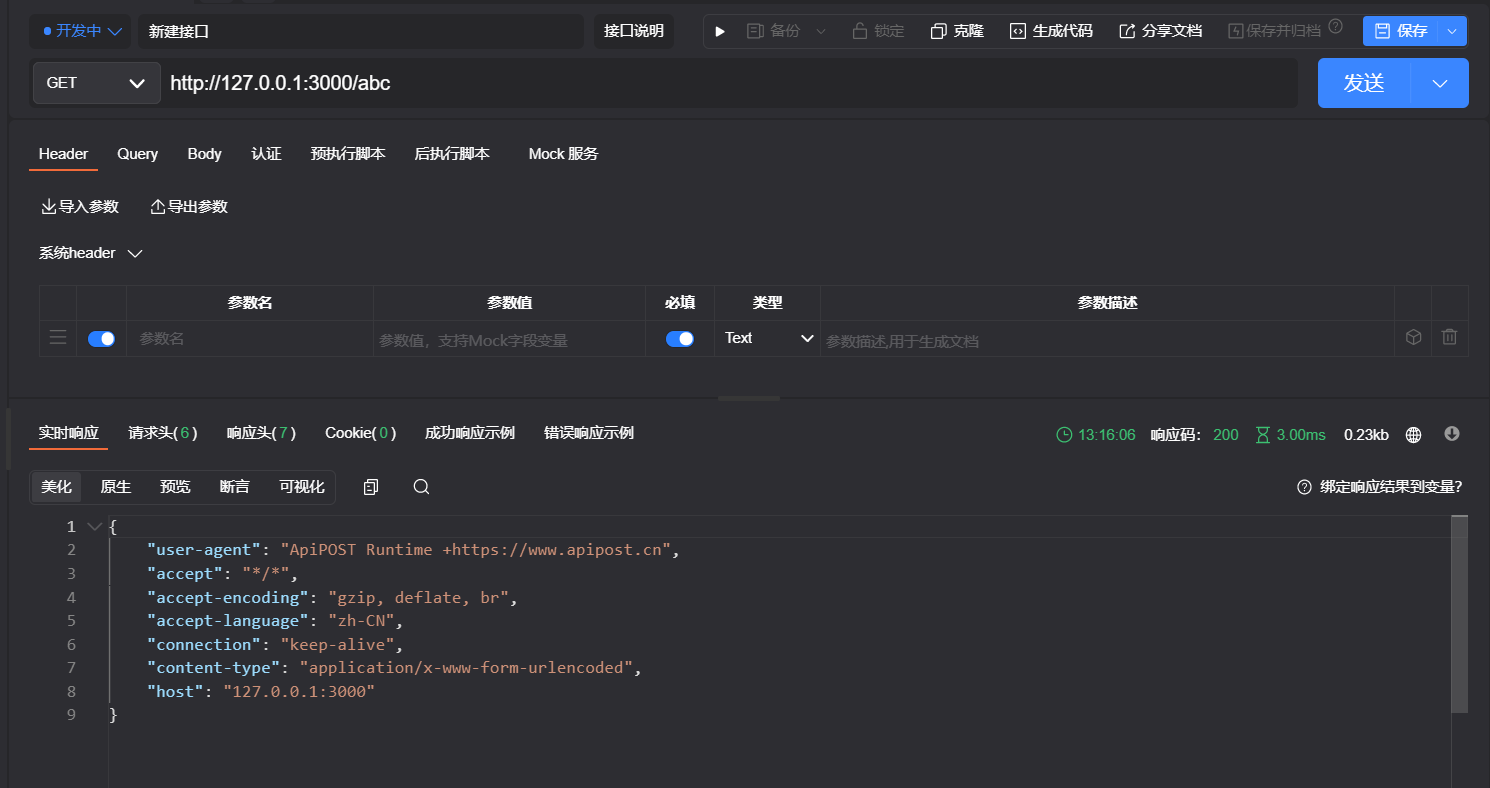 开发中 新建接口 接口说明 备份 锁定 克隆 生成代码 分享文档 保存并归档 保存
GET http://127.0.0.1:3000/abc 发送
Header Query Body 认证 预执行脚本 后执行脚本 Mock 服务
导入参数 导出参数
系统header
参数名 参数值 必填 类型 参数描述
参数名 参数值，支持Mock字段变量 Text 参数描述,用于生成文档
实时响应 请求头(6) 响应头(7) Cookie(0) 成功响应示例 错误响应示例 13:16:06 响应码： 200 3.00ms 0.23kb
美化 原生 预览 断言 可视化 绑定响应结果到变量?
1 {
2 "user-agent": "ApiPOST Runtime +https://www.apipost.cn",
3 "accept": "*/*",
4 "accept-encoding": "gzip, deflate, br",
5 "accept-language": "zh-CN",
6 "connection": "keep-alive",
7 "content-type": "application/x-www-form-urlencoded",
8 "host": "127.0.0.1:3000"
9 }